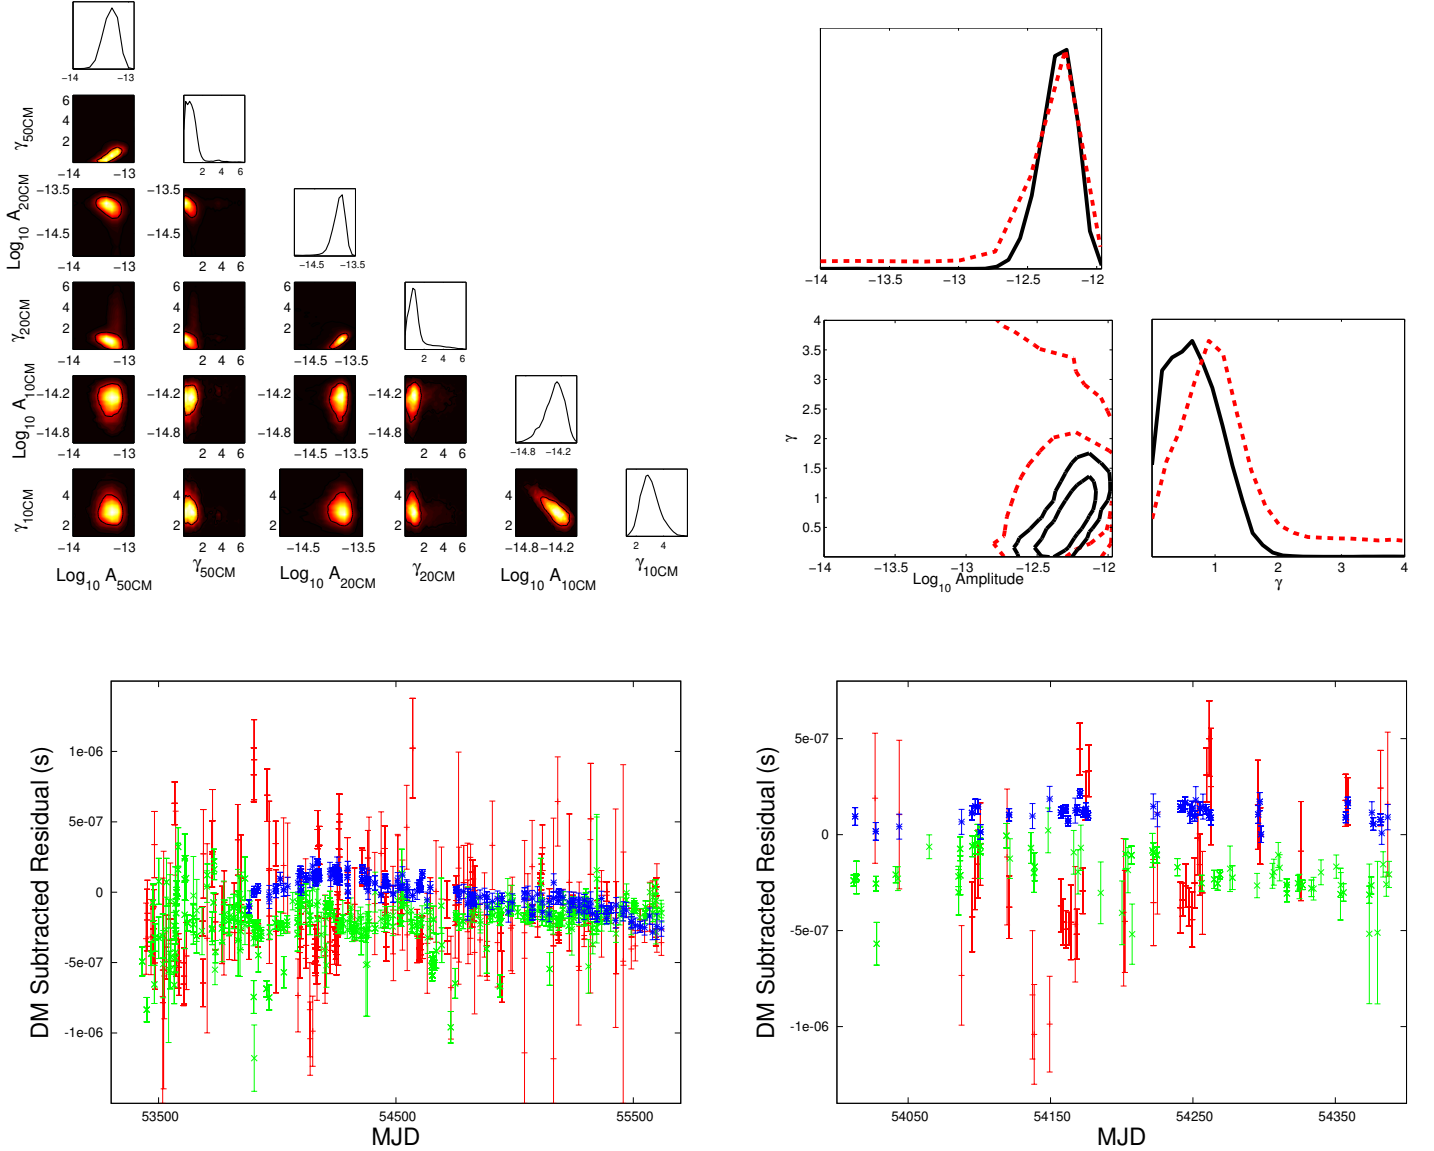 −14 −13
γ50CM
6
4
2
−14 −13
2 4 6
Log10 A20CM
−13.5
−14.5
−14 −13
−13.5
−14.5
2 4 6
−14.5 −13.5
γ20CM
6
4
2
−14 −13
2 4 6
−14.5 −13.5
2 4 6
Log10 A10CM
−14.2
−14.8
−14 −13
−14.2
−14.8
2 4 6
−14.2
−14.8
−14.5 −13.5
−14.2
−14.8
2 4 6
−14.8 −14.2
γ10CM
4
2
−14 −13
4
2
2 4 6
4
2
−14.5 −13.5
4
2
2 4 6
4
2
−14.8 −14.2
2 4
Log10 A50CM
γ50CM
Log10 A20CM
γ20CM
Log10 A10CM
γ10CM
−14 −13.5 −13 −12.5 −12
4
3.5
3
2.5
2
1.5
1
0.5
γ
−14 −13.5 −13 −12.5 −12
Log10 Amplitude
1 2 3 4
γ
DM Subtracted Residual (s)
1e-06
5e-07
0
-5e-07
-1e-06
53500 54500 55500
MJD
DM Subtracted Residual (s)
5e-07
0
-5e-07
-1e-06
54050 54150 54250 54350
MJD